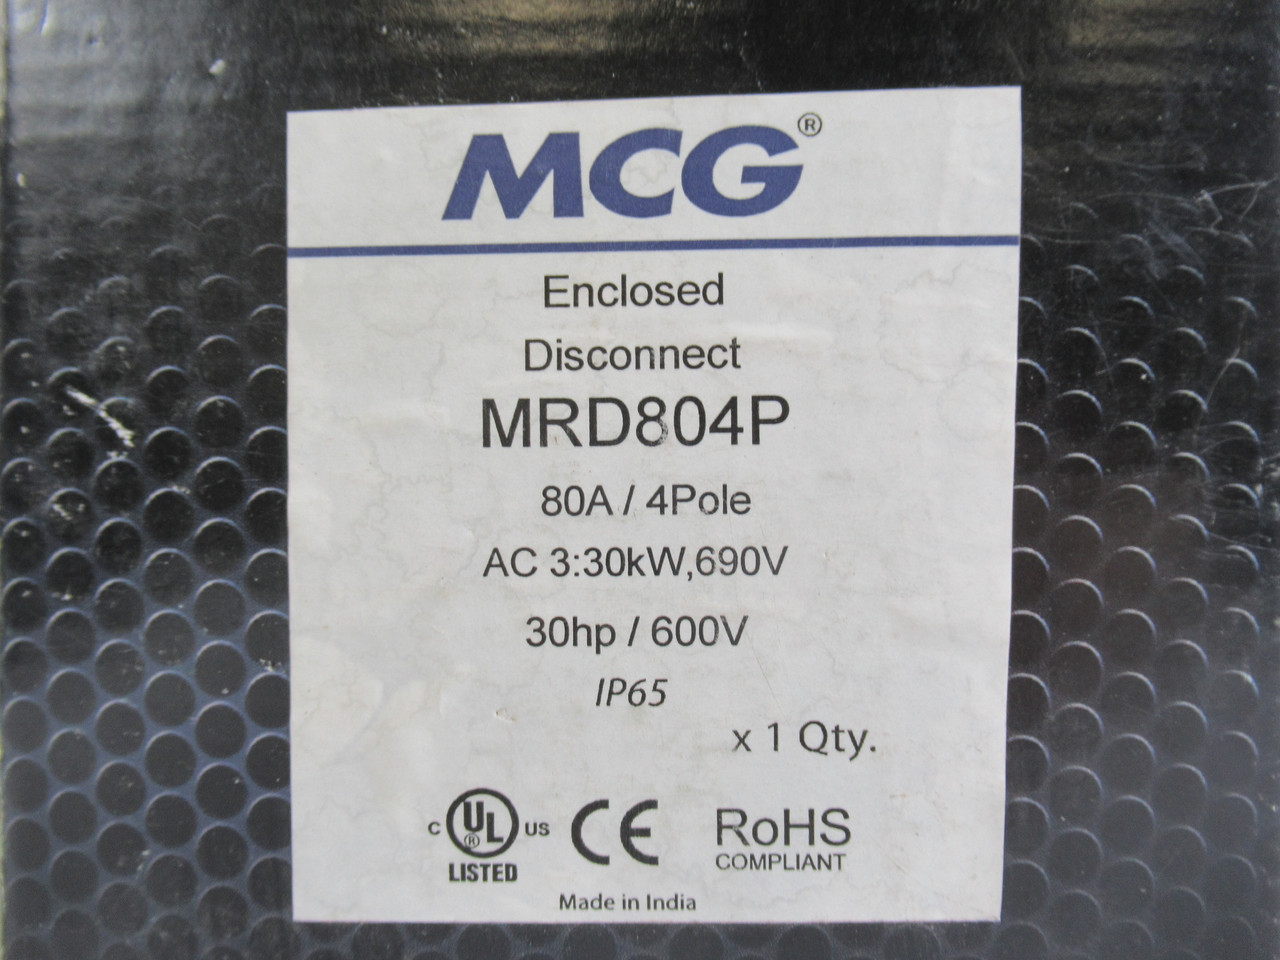 MCG®
Enclosed
Disconnect
MRD804P
80A / 4Pole
AC 3:30kW,690V
30hp / 600V
IP65
x 1 Qty.
C UL® US CE RoHS
LISTED COMPLIANT
Made in India